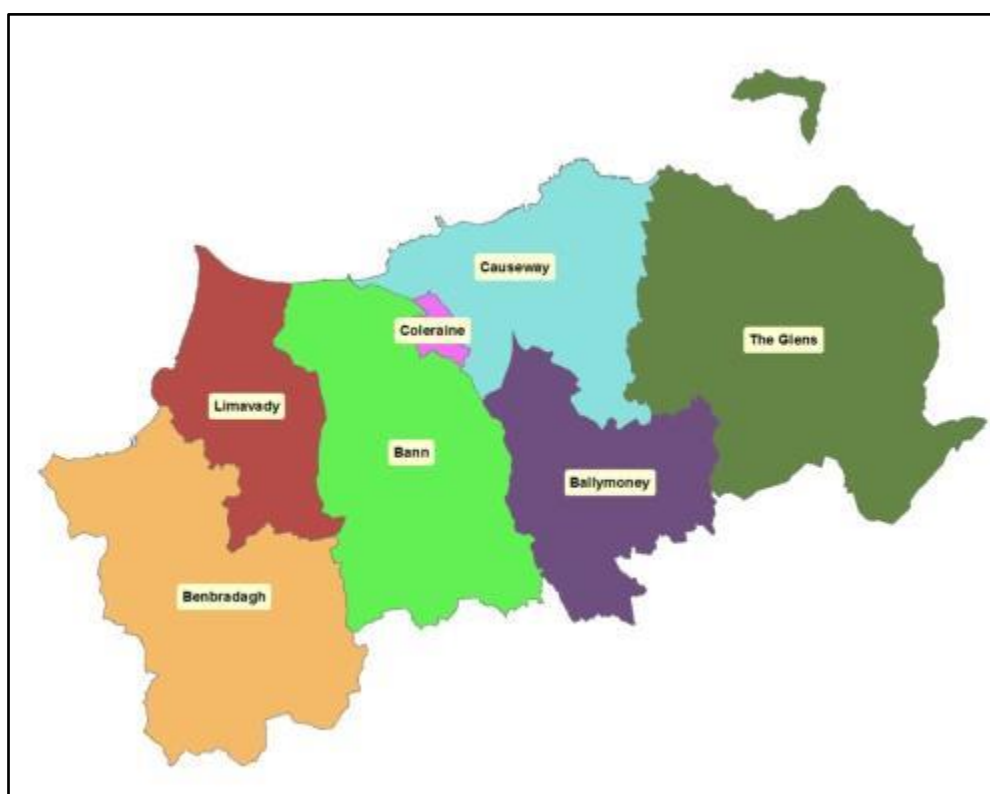 Causeway
Coleraine
The Glens
Limavady
Bann
Ballymoney
Benbradagh